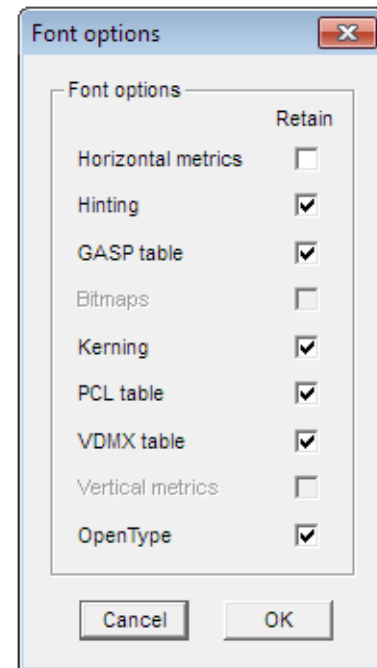 Font options
Font options
Retain
Horizontal metrics
Hinting
GASP table
Bitmaps
Kerning
PCL table
VDMX table
Vertical metrics
OpenType
Cancel OK